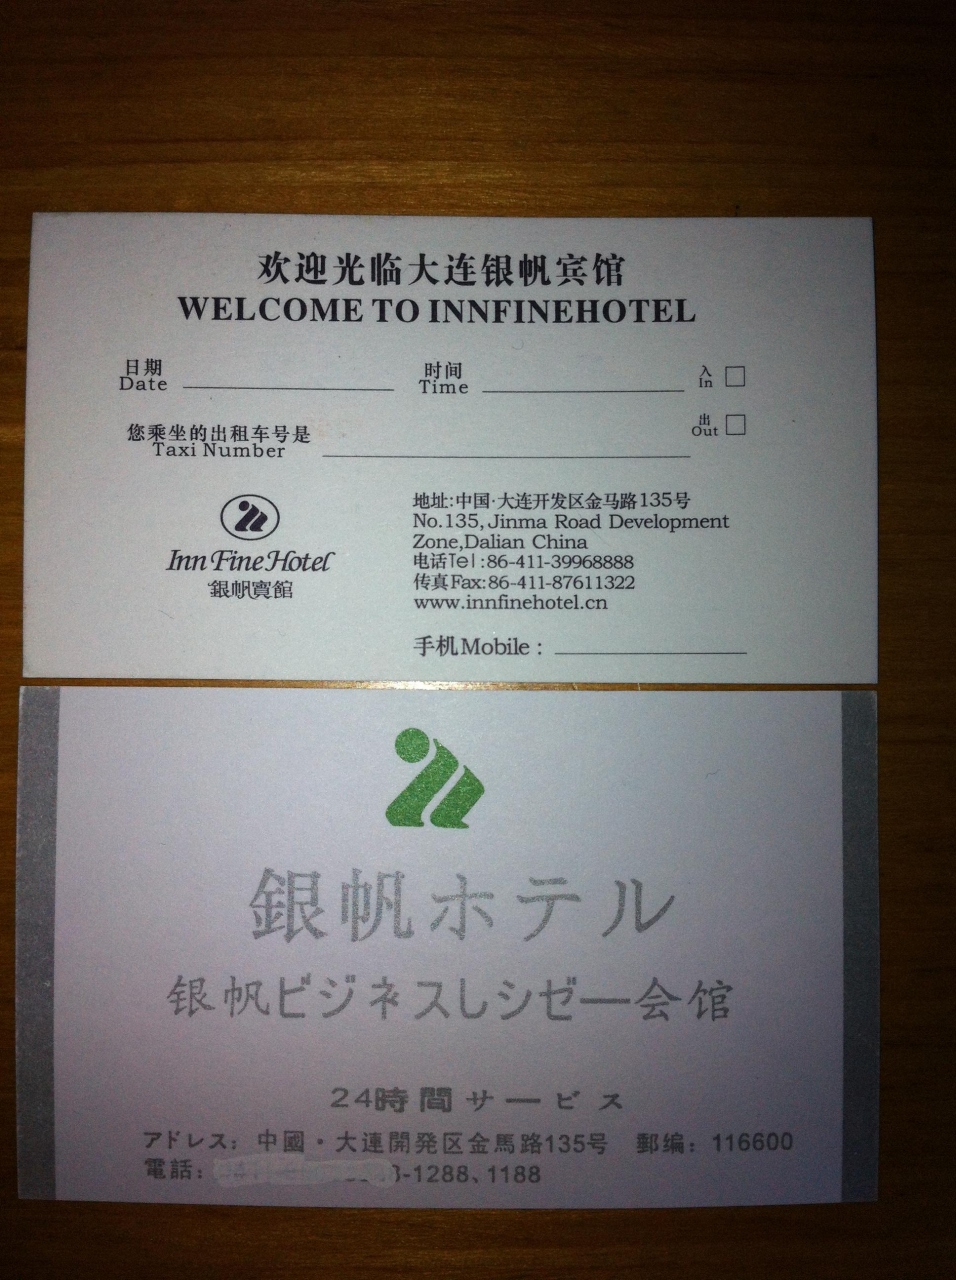 欢迎光临大连银帆宾馆
WELCOME TO INNFINEHOTEL
日期 时间 入
Date Time In
出
Out
您乘坐的出租车号是
Taxi Number
Inn Fine Hotel
銀帆賓館
地址:中国·大连开发区金马路135号
No.135, Jinma Road Development
Zone,Dalian China
电话Tel:86-411-39968888
传真Fax:86-411-87611322
www.innfinehotel.cn
手机Mobile:
銀帆ホテル
银帆ビジネスしシゼー会馆
24時間サービス
アドレス: 中國·大連開発区金馬路135号 郵编: 116600
電話: -1288、1188